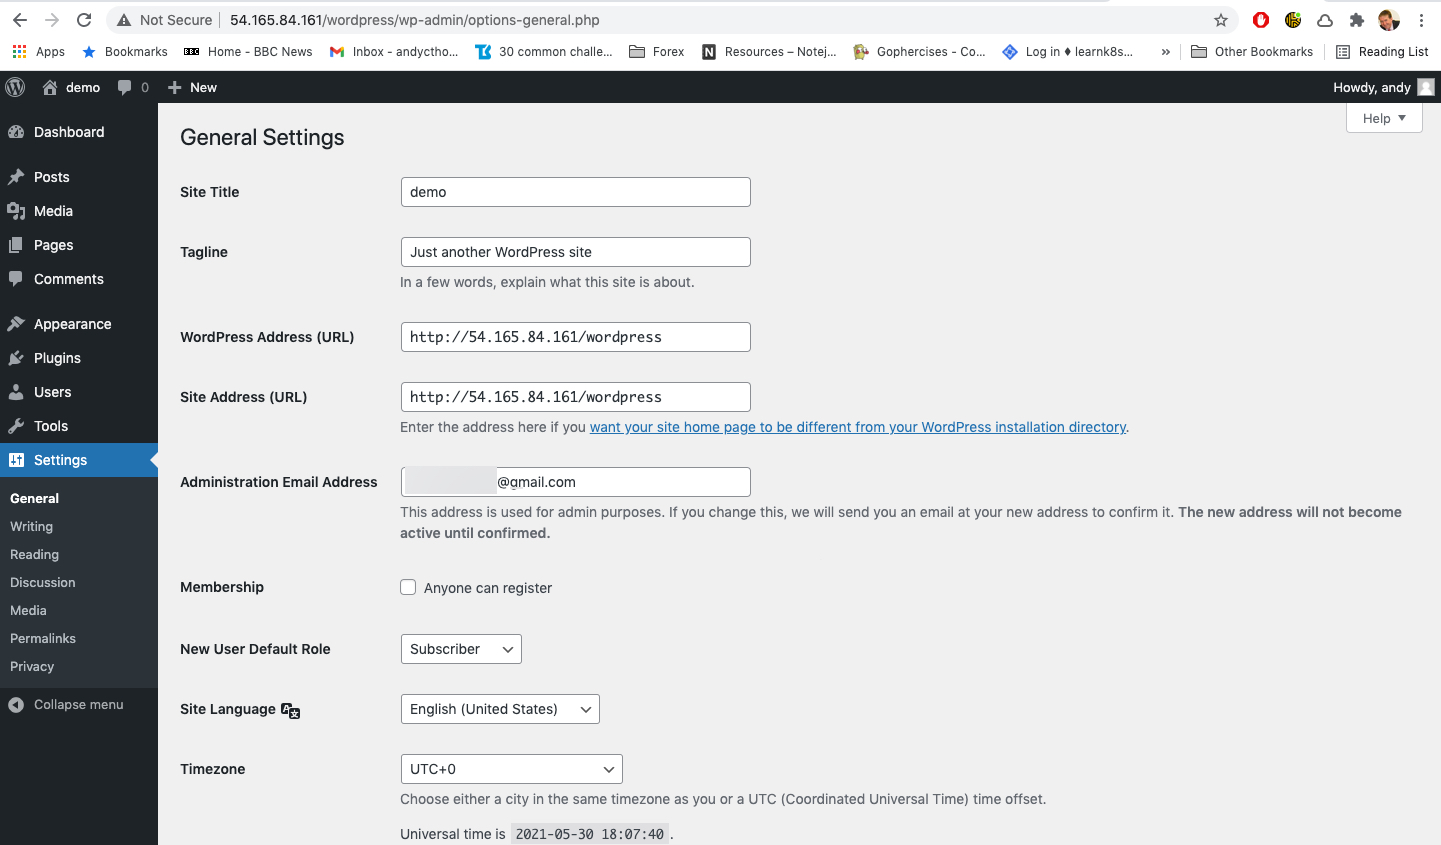 Not Secure 54.165.84.161/wordpress/wp-admin/options-general.php
Apps Bookmarks BBC Home - BBC News Inbox - andyctho... 30 common challe... Forex Resources – Notej... Gophercises - Co... Log in ♦ learnk8s... » Other Bookmarks Reading List
demo 0 + New Howdy, andy
Help ▼
Dashboard
Posts
Media
Pages
Comments
Appearance
Plugins
Users
Tools
Settings
General
Writing
Reading
Discussion
Media
Permalinks
Privacy
Collapse menu
General Settings
Site Title demo
Tagline Just another WordPress site
In a few words, explain what this site is about.
WordPress Address (URL) http://54.165.84.161/wordpress
Site Address (URL) http://54.165.84.161/wordpress
Enter the address here if you want your site home page to be different from your WordPress installation directory.
Administration Email Address @gmail.com
This address is used for admin purposes. If you change this, we will send you an email at your new address to confirm it. The new address will not become
active until confirmed.
Membership Anyone can register
New User Default Role Subscriber
Site Language English (United States)
Timezone UTC+0
Choose either a city in the same timezone as you or a UTC (Coordinated Universal Time) time offset.
Universal time is 2021-05-30 18:07:40 .